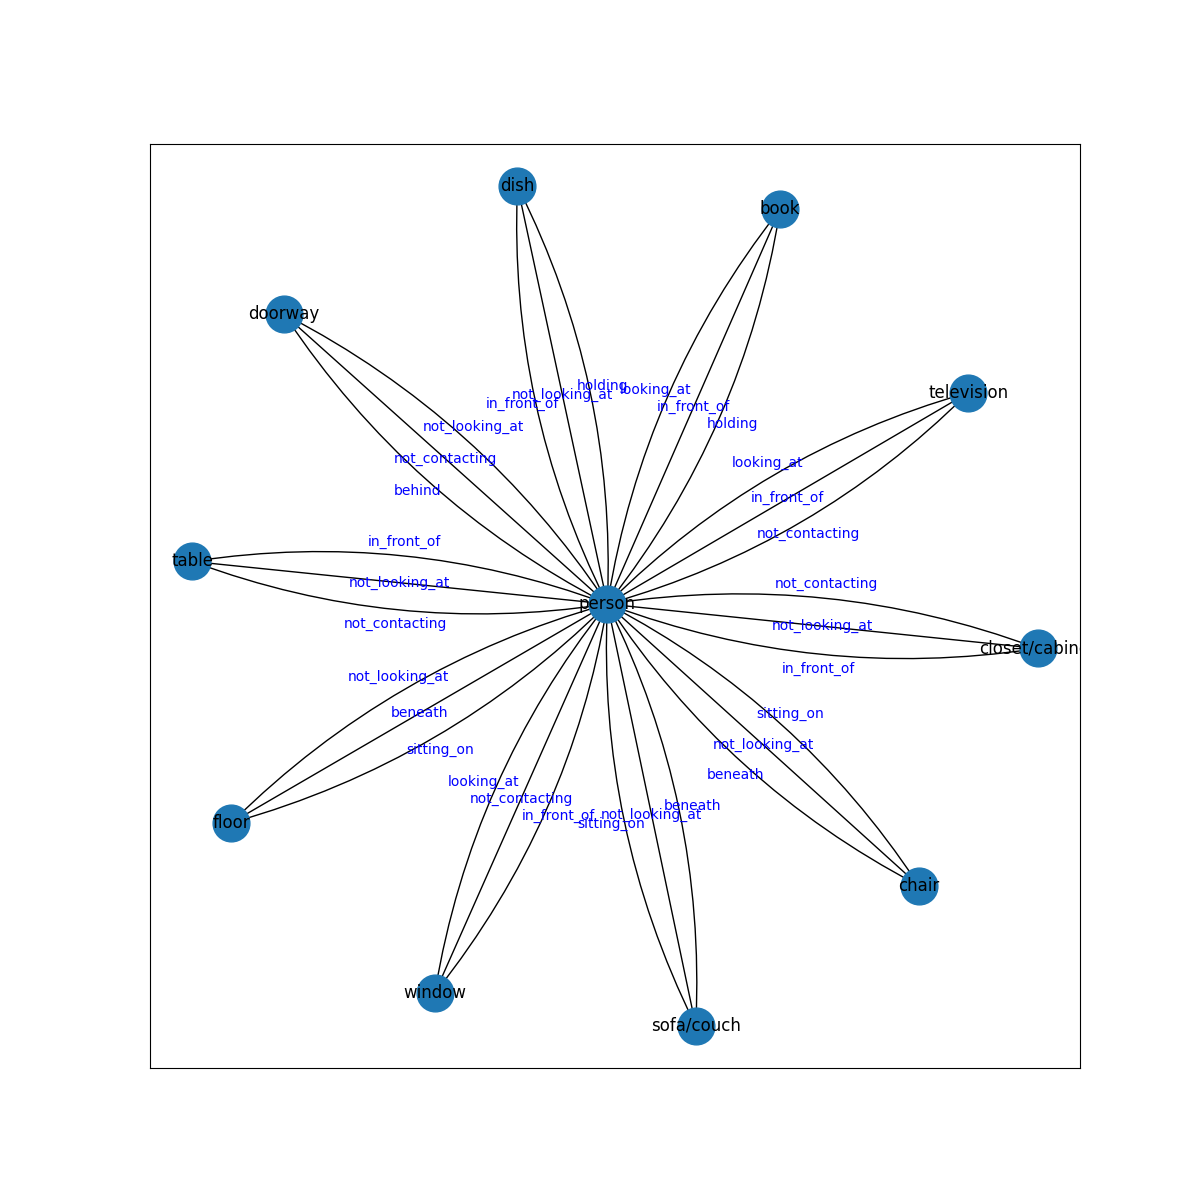 dish
book
doorway
television
holding
looking_at
not_looking_at
in_front_of
in_front_of
holding
not_looking_at
not_contacting
behind
looking_at
in_front_of
not_contacting
in_front_of
table
not_looking_at
not_contacting
person
not_contacting
not_looking_at
in_front_of
closet/cabin
not_looking_at
beneath
sitting_on
sitting_on
not_looking_at
beneath
looking_at
not_contacting
in_front_of
sitting_on
not_looking_at
beneath
floor
chair
window
sofa/couch